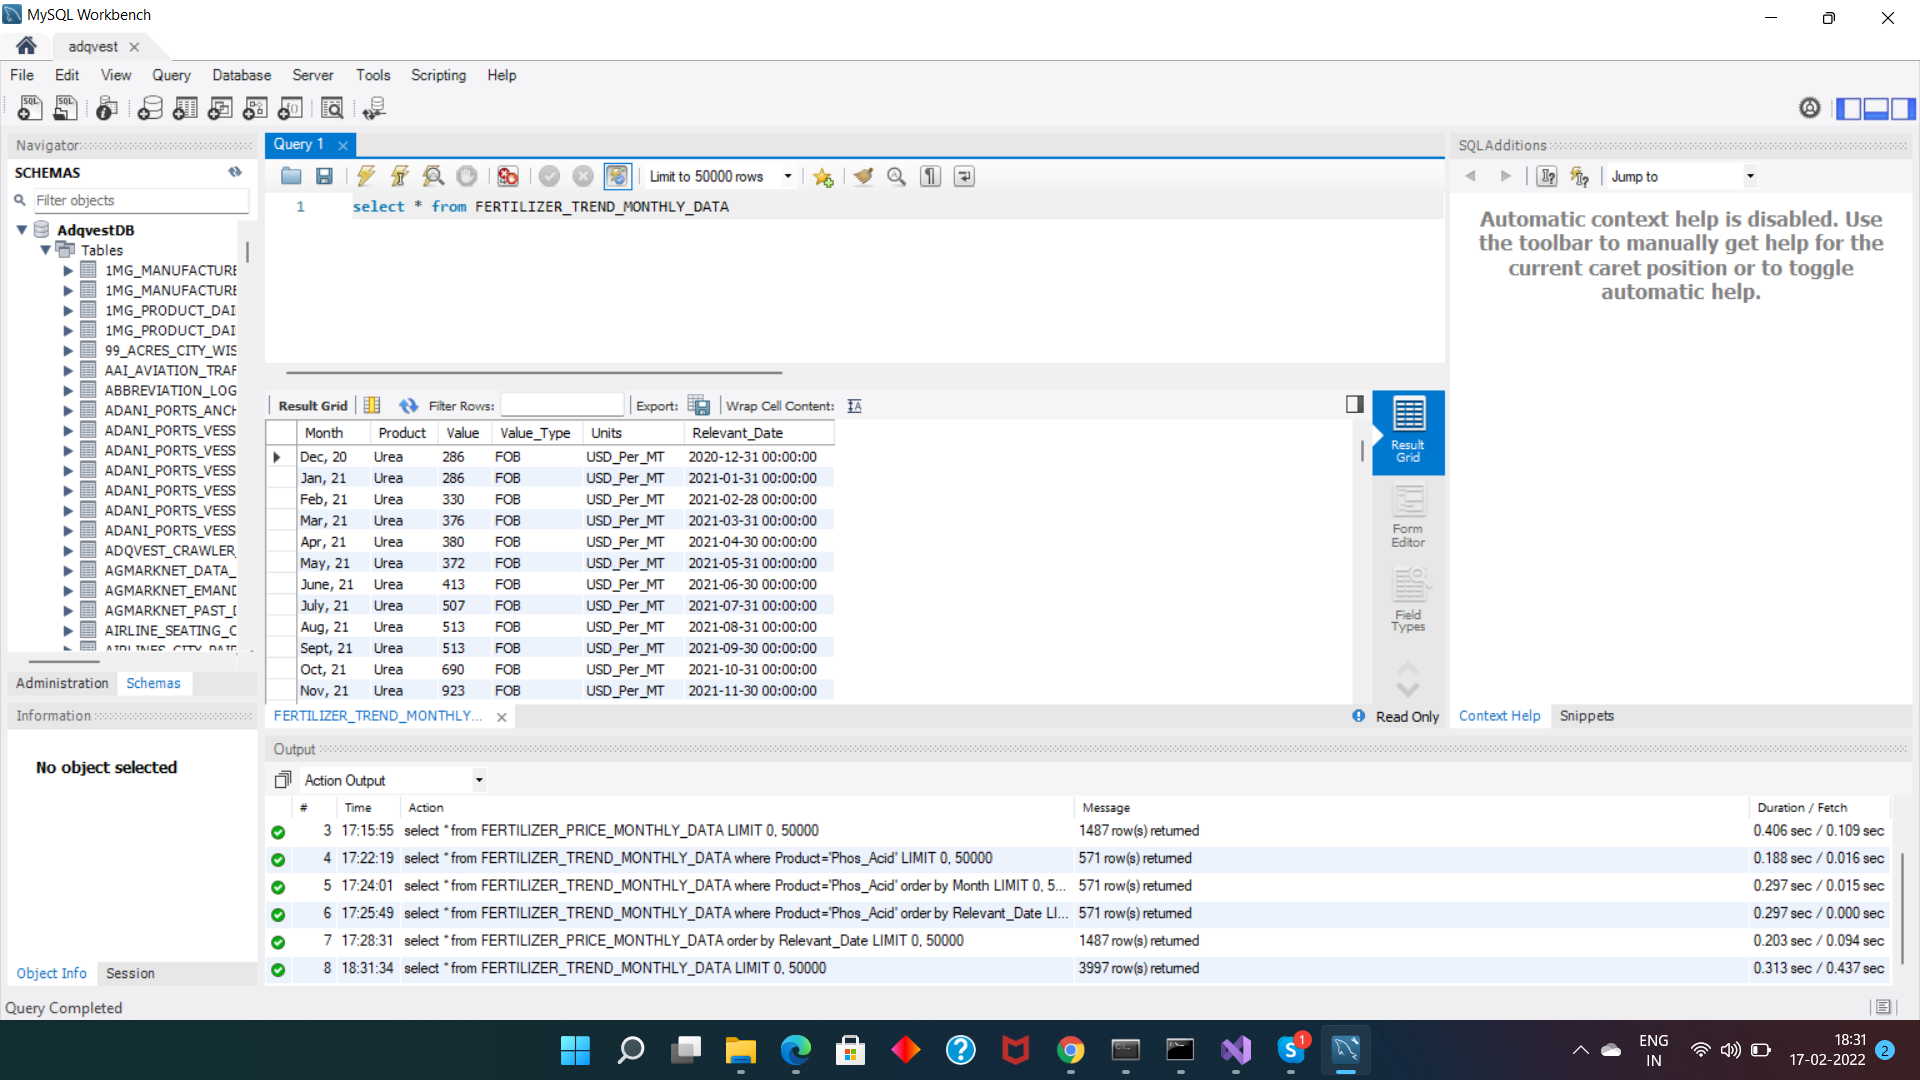 MySQL Workbench
adqvest
File Edit View Query Database Server Tools Scripting Help
Navigator
SCHEMAS
Filter objects
AdqvestDB
Tables
1MG_MANUFACTURE
1MG_MANUFACTURE
1MG_PRODUCT_DAI
1MG_PRODUCT_DAI
99_ACRES_CITY_WIS
AAI_AVIATION_TRAF
ABBREVIATION_LOG
ADANI_PORTS_ANCH
ADANI_PORTS_VESS
ADANI_PORTS_VESS
ADANI_PORTS_VESS
ADANI_PORTS_VESS
ADANI_PORTS_VESS
ADANI_PORTS_VESS
ADQVEST_CRAWLER_
AGMARKNET_DATA_
AGMARKNET_EMAND
AGMARKNET_PAST_D
AIRLINE_SEATING_C
AIRLINES_CITY_PAIR
Administration Schemas
Information
No object selected
Object Info Session
Query Completed
Query 1
Limit to 50000 rows
1 select * from FERTILIZER_TREND_MONTHLY_DATA
Result Grid Filter Rows: Export: Wrap Cell Content:
Month Product Value Value_Type Units Relevant_Date
Dec, 20 Urea 286 FOB USD_Per_MT 2020-12-31 00:00:00
Jan, 21 Urea 286 FOB USD_Per_MT 2021-01-31 00:00:00
Feb, 21 Urea 330 FOB USD_Per_MT 2021-02-28 00:00:00
Mar, 21 Urea 376 FOB USD_Per_MT 2021-03-31 00:00:00
Apr, 21 Urea 380 FOB USD_Per_MT 2021-04-30 00:00:00
May, 21 Urea 372 FOB USD_Per_MT 2021-05-31 00:00:00
June, 21 Urea 413 FOB USD_Per_MT 2021-06-30 00:00:00
July, 21 Urea 507 FOB USD_Per_MT 2021-07-31 00:00:00
Aug, 21 Urea 513 FOB USD_Per_MT 2021-08-31 00:00:00
Sept, 21 Urea 513 FOB USD_Per_MT 2021-09-30 00:00:00
Oct, 21 Urea 690 FOB USD_Per_MT 2021-10-31 00:00:00
Nov, 21 Urea 923 FOB USD_Per_MT 2021-11-30 00:00:00
Result
Grid
Form
Editor
Field
Types
FERTILIZER_TREND_MONTHLY...
Read Only
SQLAdditions
Jump to
Automatic context help is disabled. Use
the toolbar to manually get help for the
current caret position or to toggle
automatic help.
Context Help Snippets
Output
Action Output
# Time Action Message Duration / Fetch
3 17:15:55 select * from FERTILIZER_PRICE_MONTHLY_DATA LIMIT 0, 50000 1487 row(s) returned 0.406 sec / 0.109 sec
4 17:22:19 select * from FERTILIZER_TREND_MONTHLY_DATA where Product='Phos_Acid' LIMIT 0, 50000 571 row(s) returned 0.188 sec / 0.016 sec
5 17:24:01 select * from FERTILIZER_TREND_MONTHLY_DATA where Product='Phos_Acid' order by Month LIMIT 0, 5... 571 row(s) returned 0.297 sec / 0.015 sec
6 17:25:49 select * from FERTILIZER_TREND_MONTHLY_DATA where Product='Phos_Acid' order by Relevant_Date LI... 571 row(s) returned 0.297 sec / 0.000 sec
7 17:28:31 select * from FERTILIZER_PRICE_MONTHLY_DATA order by Relevant_Date LIMIT 0, 50000 1487 row(s) returned 0.203 sec / 0.094 sec
8 18:31:34 select * from FERTILIZER_TREND_MONTHLY_DATA LIMIT 0, 50000 3997 row(s) returned 0.313 sec / 0.437 sec
1
ENG
IN
18:31
17-02-2022
2